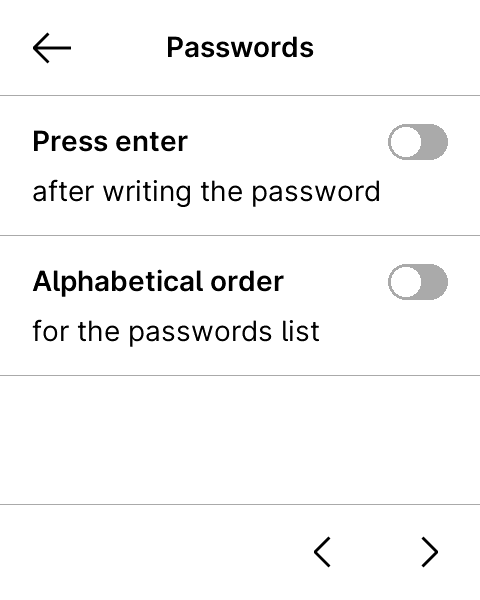 Passwords
Press enter
after writing the password
Alphabetical order
for the passwords list